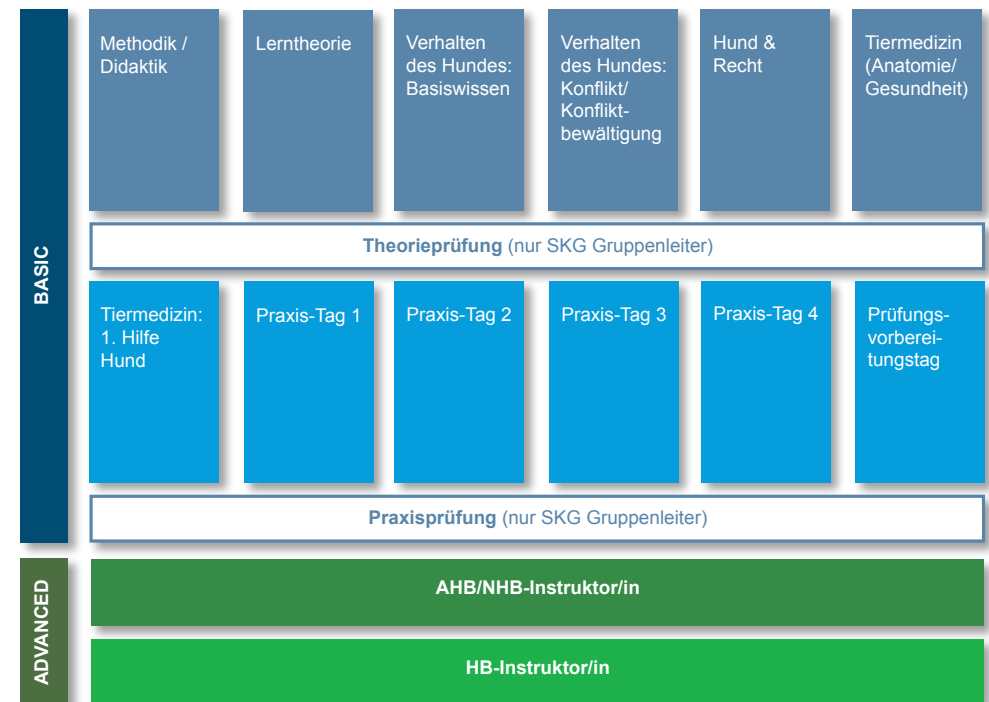 BASIC
Methodik /
Didaktik
Lerntheorie
Verhalten
des Hundes:
Basiswissen
Verhalten
des Hundes:
Konflikt/
Konflikt-
bewältigung
Hund &
Recht
Tiermedizin
(Anatomie/
Gesundheit)
Theorieprüfung (nur SKG Gruppenleiter)
Tiermedizin:
1. Hilfe
Hund
Praxis-Tag 1
Praxis-Tag 2
Praxis-Tag 3
Praxis-Tag 4
Prüfungs-
vorberei-
tungstag
Praxisprüfung (nur SKG Gruppenleiter)
ADVANCED
AHB/NHB-Instruktor/in
HB-Instruktor/in